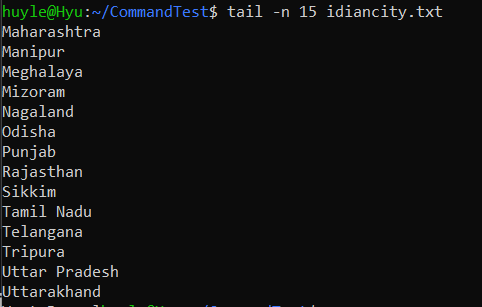 huyle@Hyu:~/CommandTest$ tail -n 15 idiancity.txt
Maharashtra
Manipur
Meghalaya
Mizoram
Nagaland
Odisha
Punjab
Rajasthan
Sikkim
Tamil Nadu
Telangana
Tripura
Uttar Pradesh
Uttarakhand